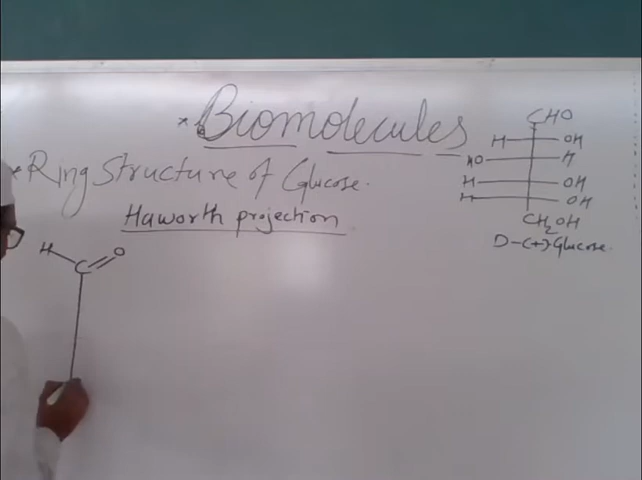 * Biomolecules
* Ring Structure of Glucose.
Haworth projection
H
C
O
CHO
H OH
HO H
H OH
H OH
CH2OH
D-(+)Glucose.